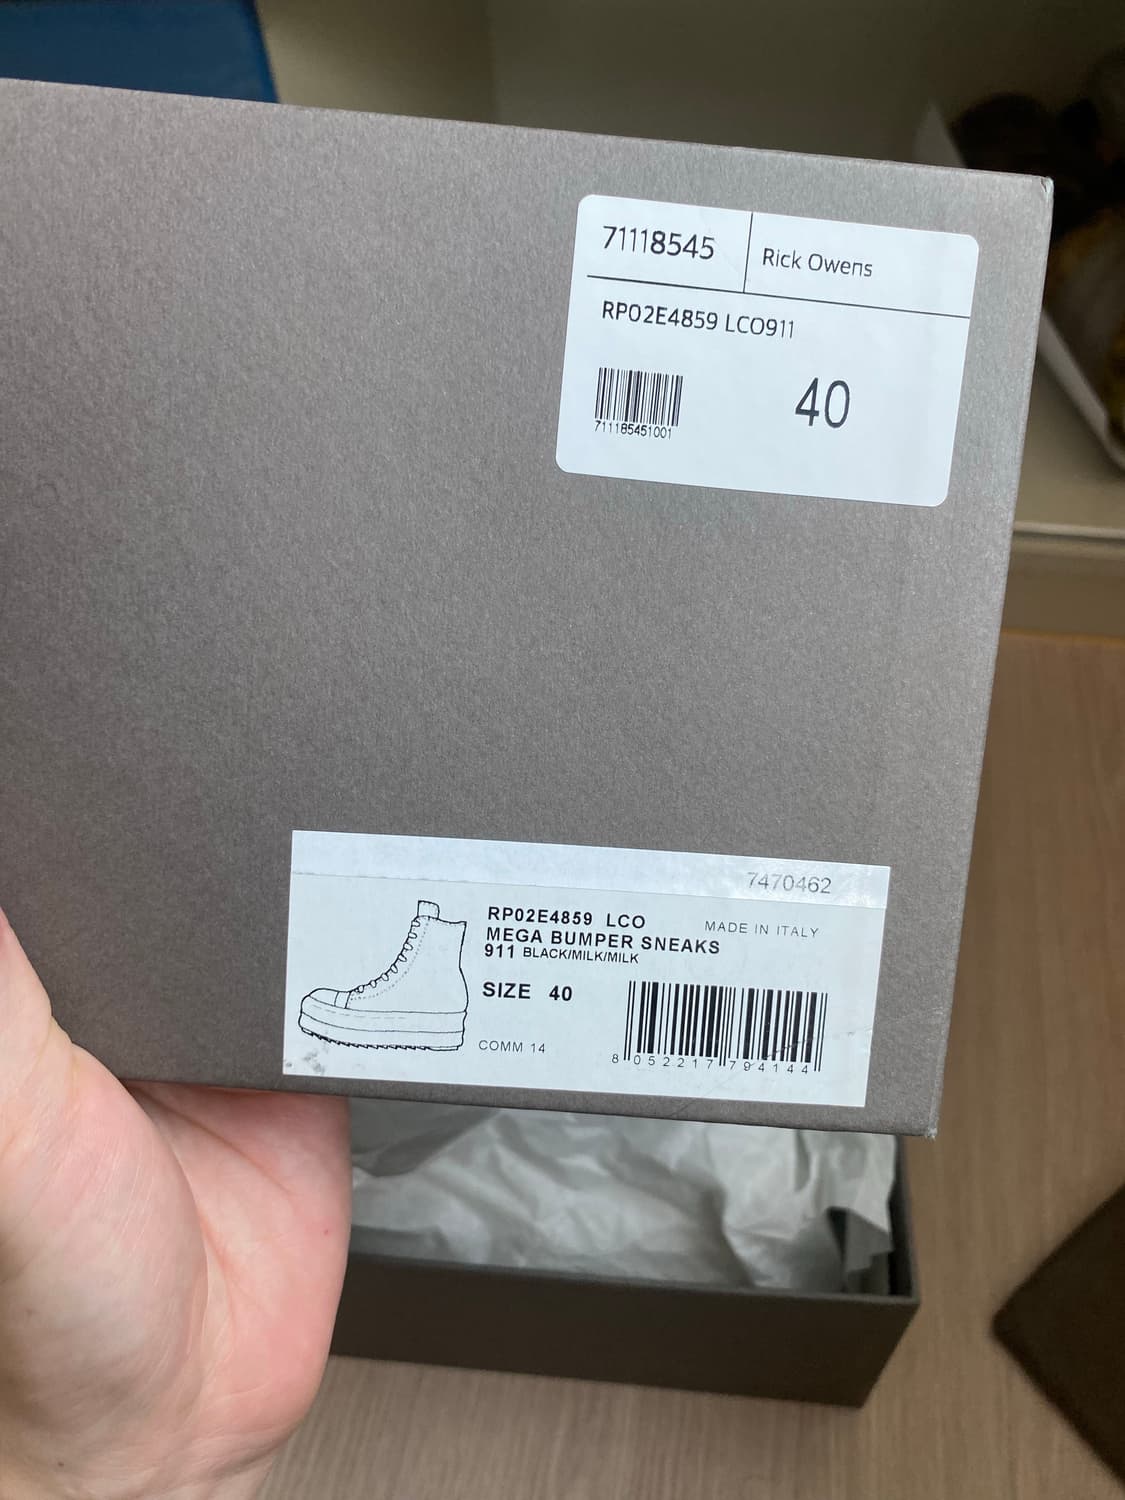 71118545
Rick Owens
RP02E4859 LCO911
711185451001
40
7470462
RP02E4859 LCO
MADE IN ITALY
MEGA BUMPER SNEAKS
911 BLACK/MILK/MILK
SIZE 40
COMM 14
8 052217 794144